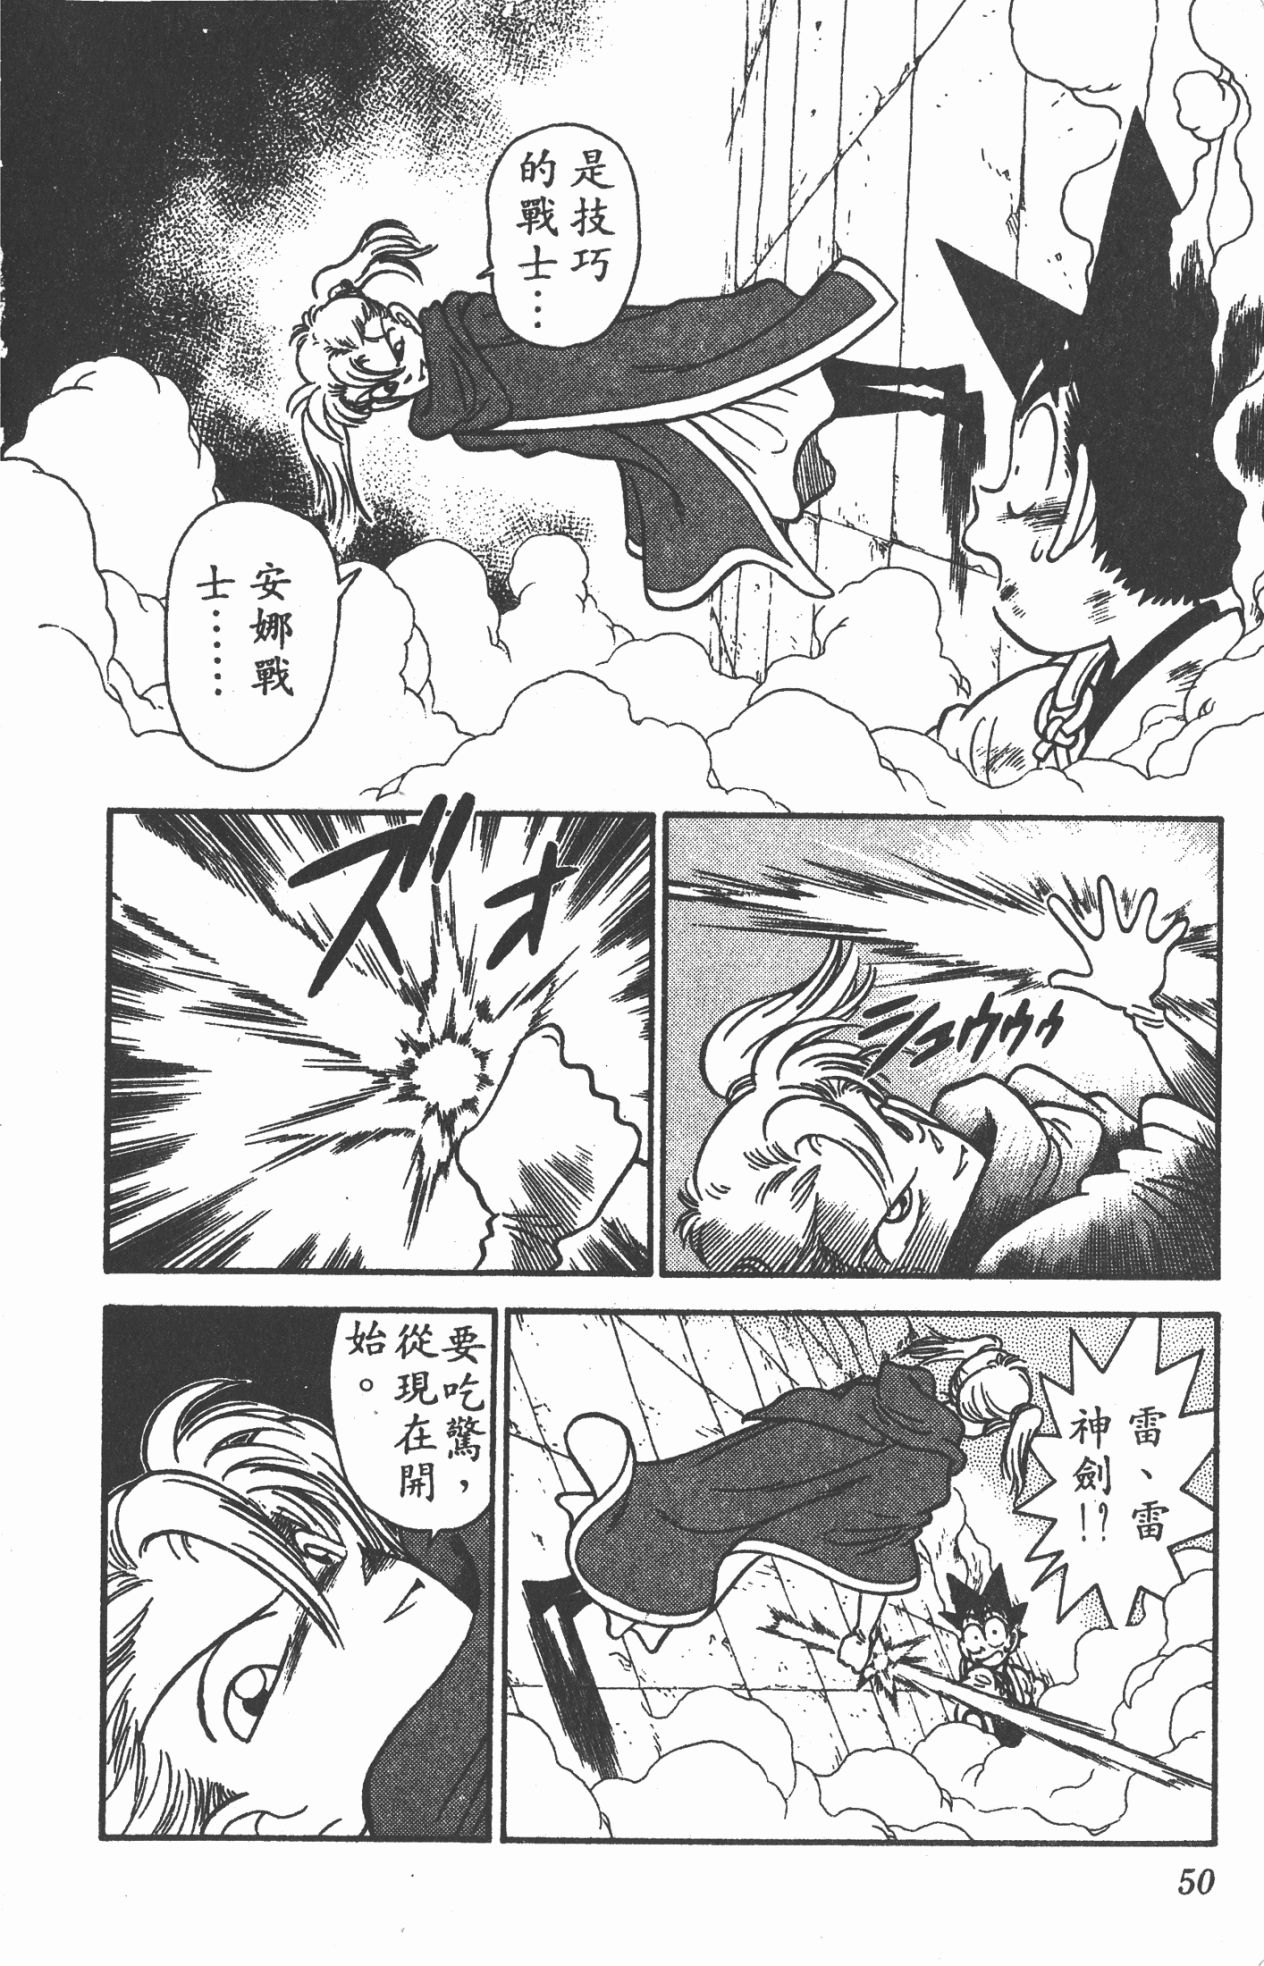 是技巧
的戰士…
安娜戰
士……
シュウゥゥ
ズオ
雷、雷
神劍!?
要吃驚，
從現在開
始。
50